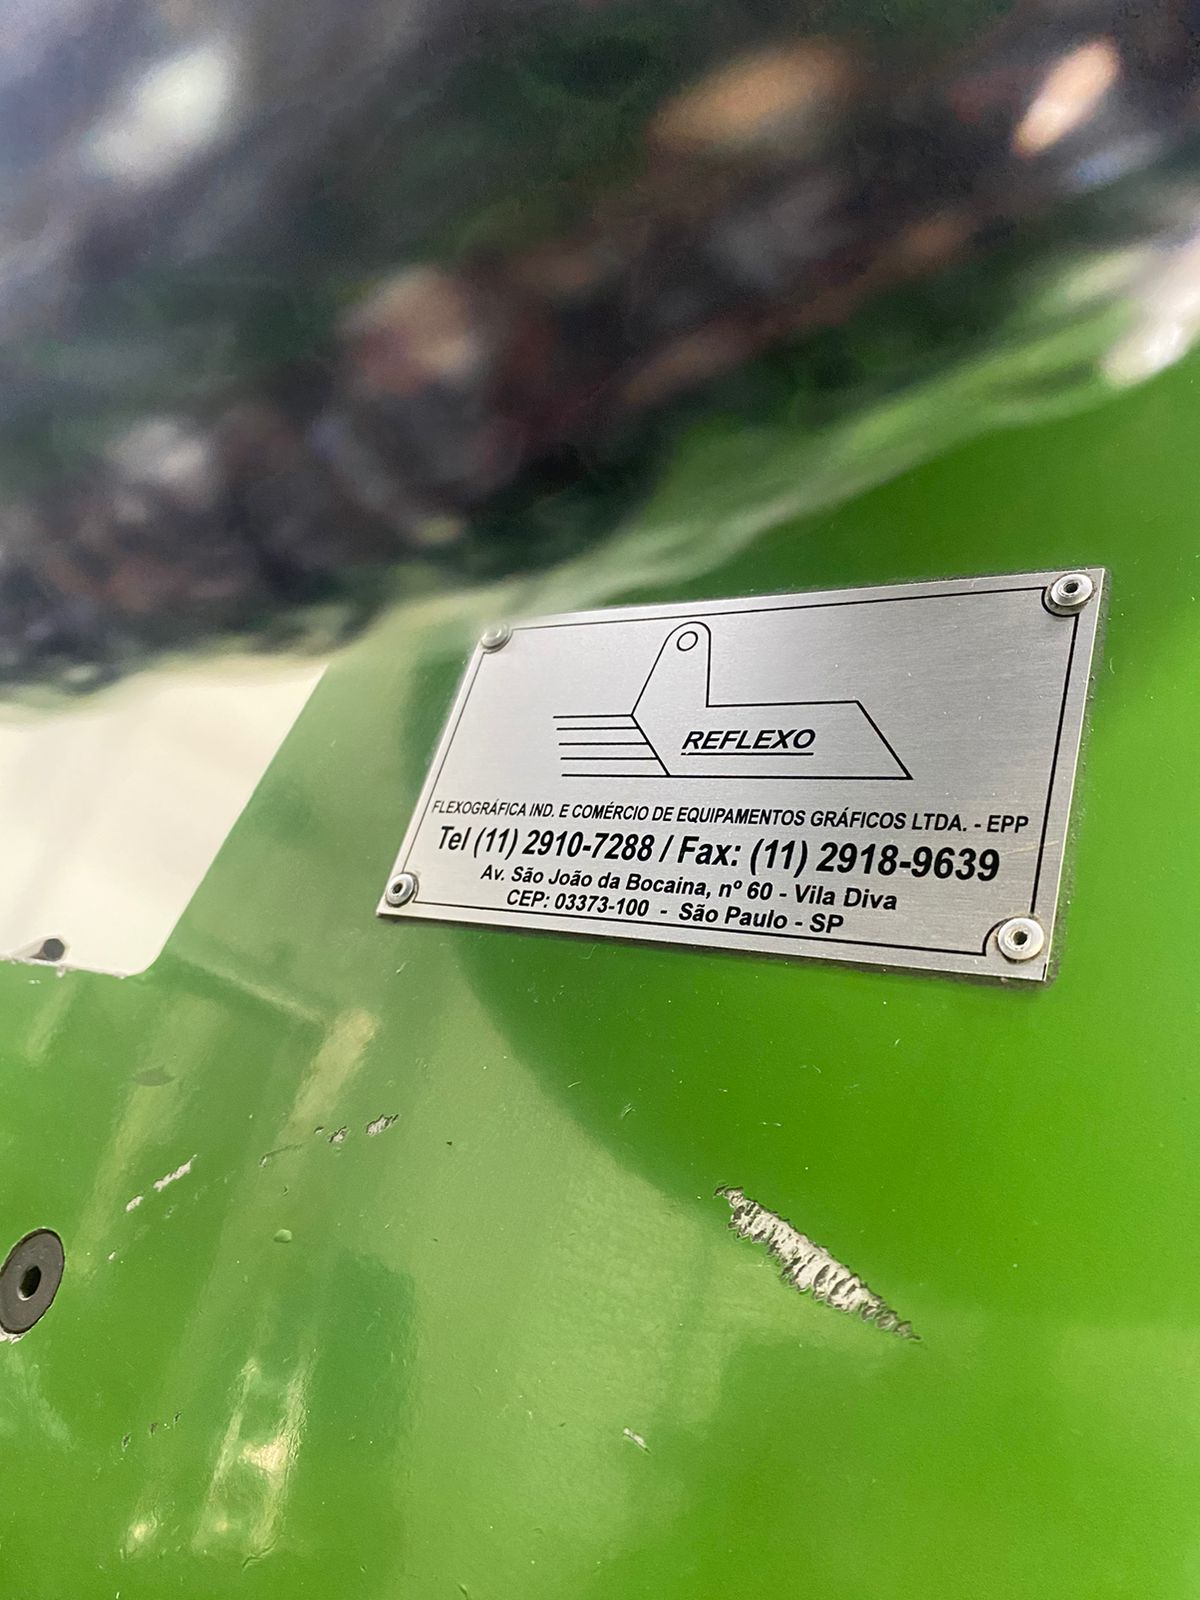 REFLEXO
FLEXOGRÁFICA IND. E COMÉRCIO DE EQUIPAMENTOS GRÁFICOS LTDA. - EPP
Tel (11) 2910-7288 / Fax: (11) 2918-9639
Av. São João da Bocaina, nº 60 - Vila Diva
CEP: 03373-100 - São Paulo - SP